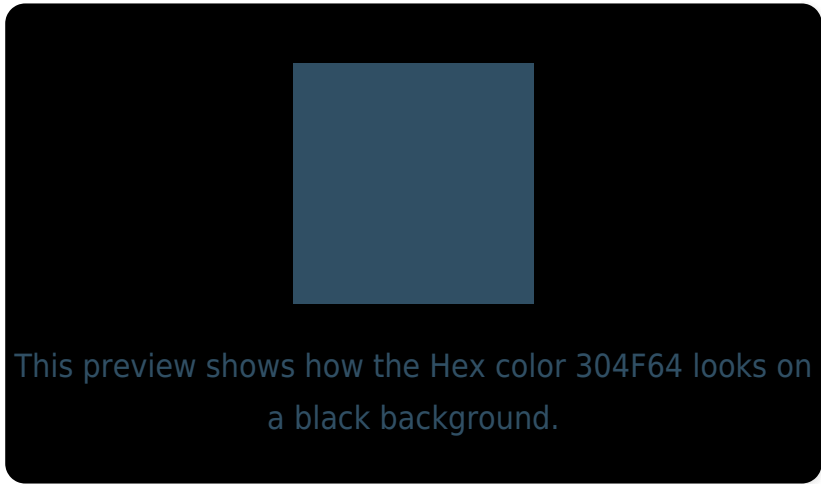 This preview shows how the Hex color 304F64 looks on
a black background.